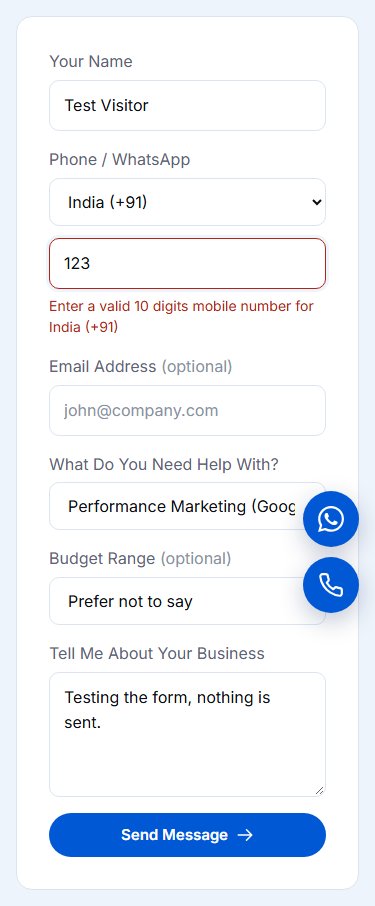 Your Name
Test Visitor
Phone / WhatsApp
India (+91)
123
Enter a valid 10 digits mobile number for
India (+91)
Email Address (optional)
john@company.com
What Do You Need Help With?
Performance Marketing (Goog
Budget Range (optional)
Prefer not to say
Tell Me About Your Business
Testing the form, nothing is
sent.
Send Message →